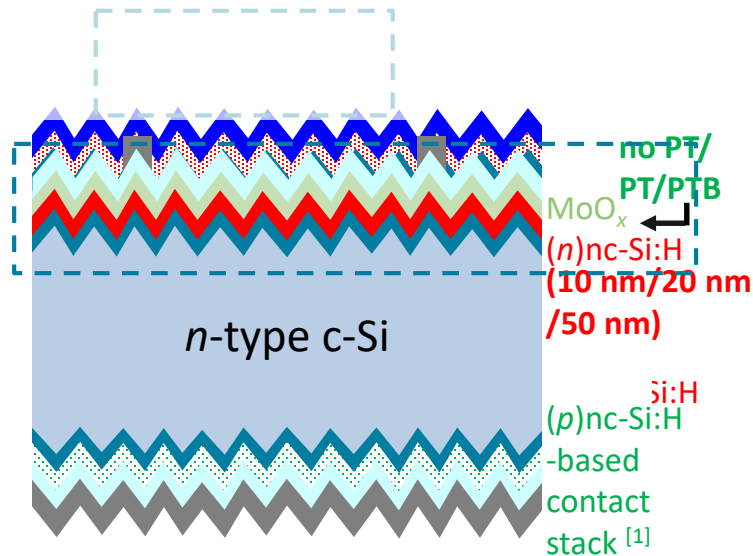 no PT/
PT/PTB
MoOₓ
(n)nc-Si:H
(10 nm/20 nm
/50 nm)
n-type c-Si
Si:H
(p)nc-Si:H
-based
contact
stack [1]